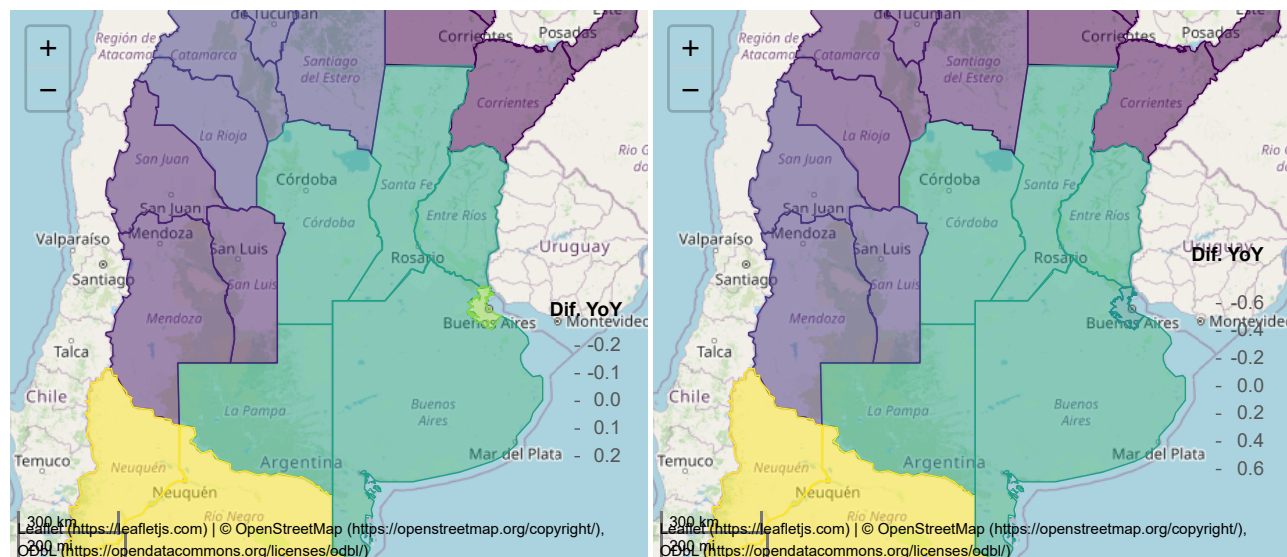 de Tucumán
Este
Región de
Atacama
Catamarca
Corrientes
Posadas
+
−
Santiago
del Estero
Corrientes
La Rioja
San Juan
Córdoba
Santa Fe
San Juan
Córdoba
Entre Ríos
Valparaíso
Mendoza
San Luis
Uruguay
Rosario
Santiago
San Luis
Dif. YoY
Mendoza
Buenos Aires
Montevideo
Talca
- -0.2
- -0.1
- 0.0
- 0.1
- 0.2
Chile
La Pampa
Buenos
Aires
Temuco
Neuquén
Argentina
Mar del Plata
Neuquén
Río Negro
300 km
200 mi
Leaflet (https://leafletjs.com) | © OpenStreetMap (https://openstreetmap.org/copyright/),
ODbL (https://opendatacommons.org/licenses/odbl/)
de Tucumán
Este
Región de
Atacama
Catamarca
Corrientes
Posadas
+
−
Santiago
del Estero
Corrientes
La Rioja
Rio G
do
San Juan
Córdoba
Santa Fe
San Juan
Córdoba
Entre Ríos
Valparaíso
Mendoza
San Luis
Uruguay
Rosario
Dif. YoY
Santiago
San Luis
- -0.6
Mendoza
Buenos Aires
Montevideo
- -0.4
Talca
- -0.2
- 0.0
- 0.2
- 0.4
- 0.6
Chile
La Pampa
Buenos
Aires
Temuco
Neuquén
Argentina
Mar del Plata
Neuquén
Río Negro
300 km
200 mi
Leaflet (https://leafletjs.com) | © OpenStreetMap (https://openstreetmap.org/copyright/),
ODbL (https://opendatacommons.org/licenses/odbl/)